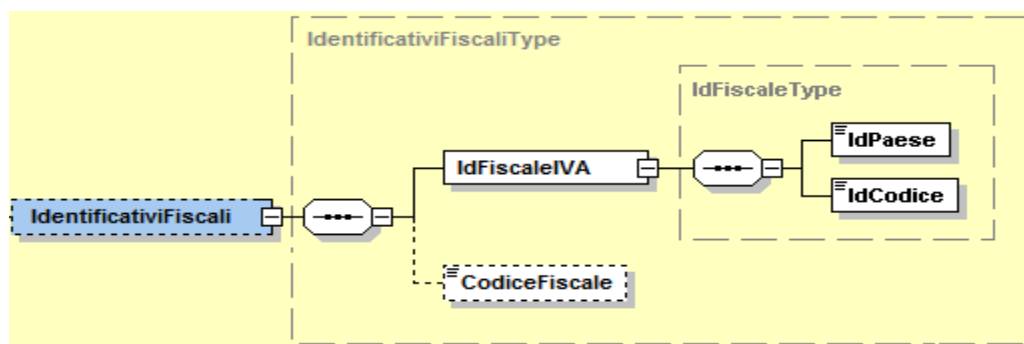 IdentificativiFiscaliType
IdFiscaleType
IdPaese
IdFiscaleIVA
IdCodice
IdentificativiFiscali
CodiceFiscale